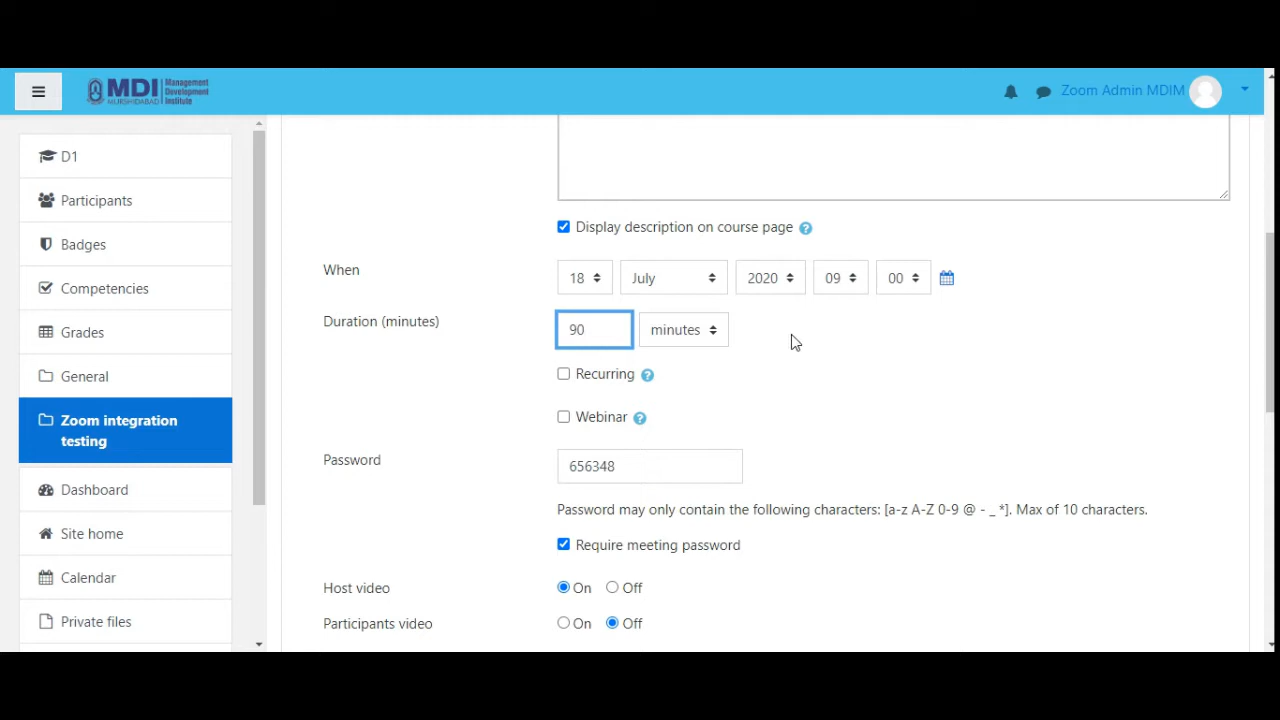 MDI Management Development Institute
MURSHIDABAD
Zoom Admin MDIM
D1
Participants
Badges
Competencies
Grades
General
Zoom integration
testing
Dashboard
Site home
Calendar
Private files
Display description on course page ?
When
18 July 2020 09 00
Duration (minutes)
90 minutes
Recurring ?
Webinar ?
Password
656348
Password may only contain the following characters: [a-z A-Z 0-9 @ - _ *]. Max of 10 characters.
Require meeting password
Host video
On Off
Participants video
On Off